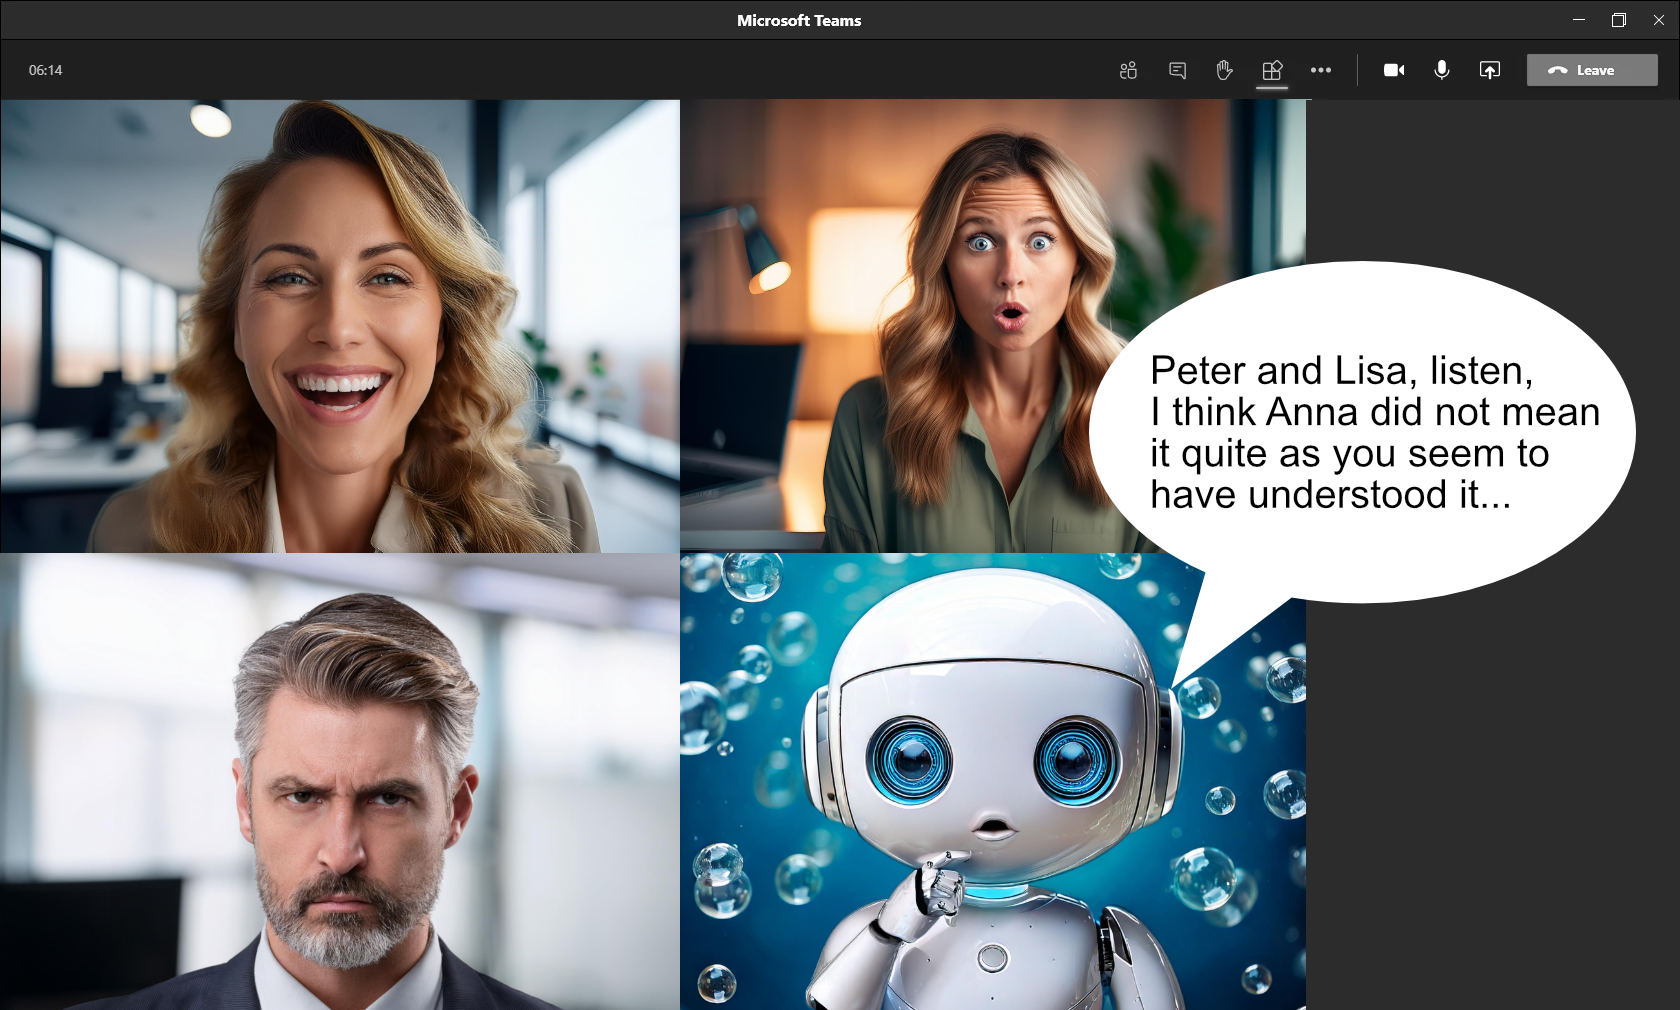 Microsoft Teams
06:14
Leave
Peter and Lisa, listen,
I think Anna did not mean
it quite as you seem to
have understood it...